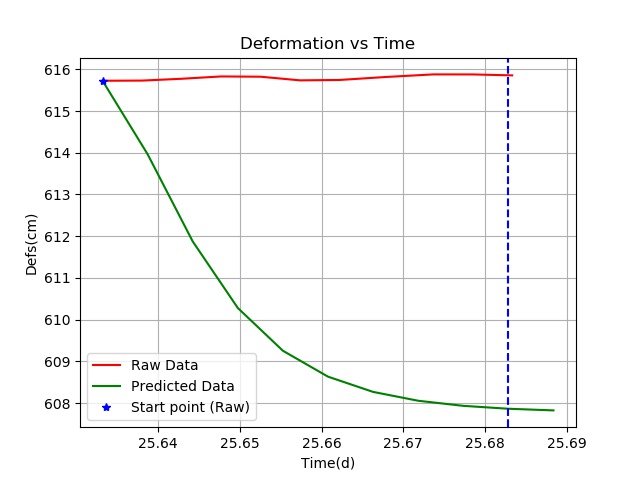 Deformation vs Time
Defs(cm)
616
615
614
613
612
611
610
609
608
Raw Data
Predicted Data
Start point (Raw)
25.64 25.65 25.66 25.67 25.68 25.69
Time(d)